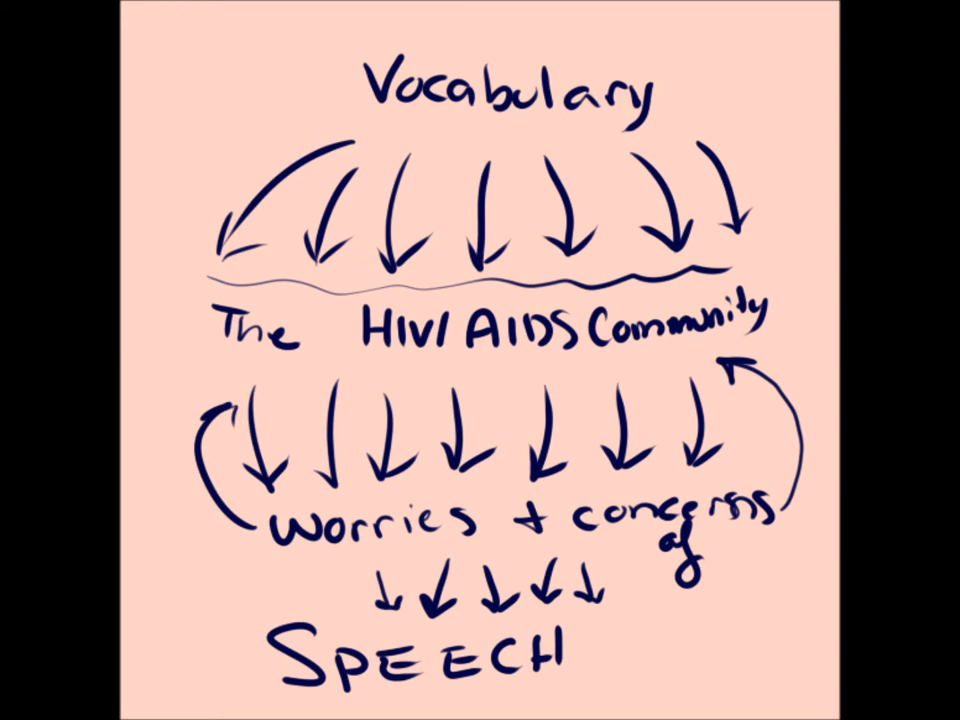 Vocabulary
The HIV/AIDS Community
Worries + concerns
of
SPEECH